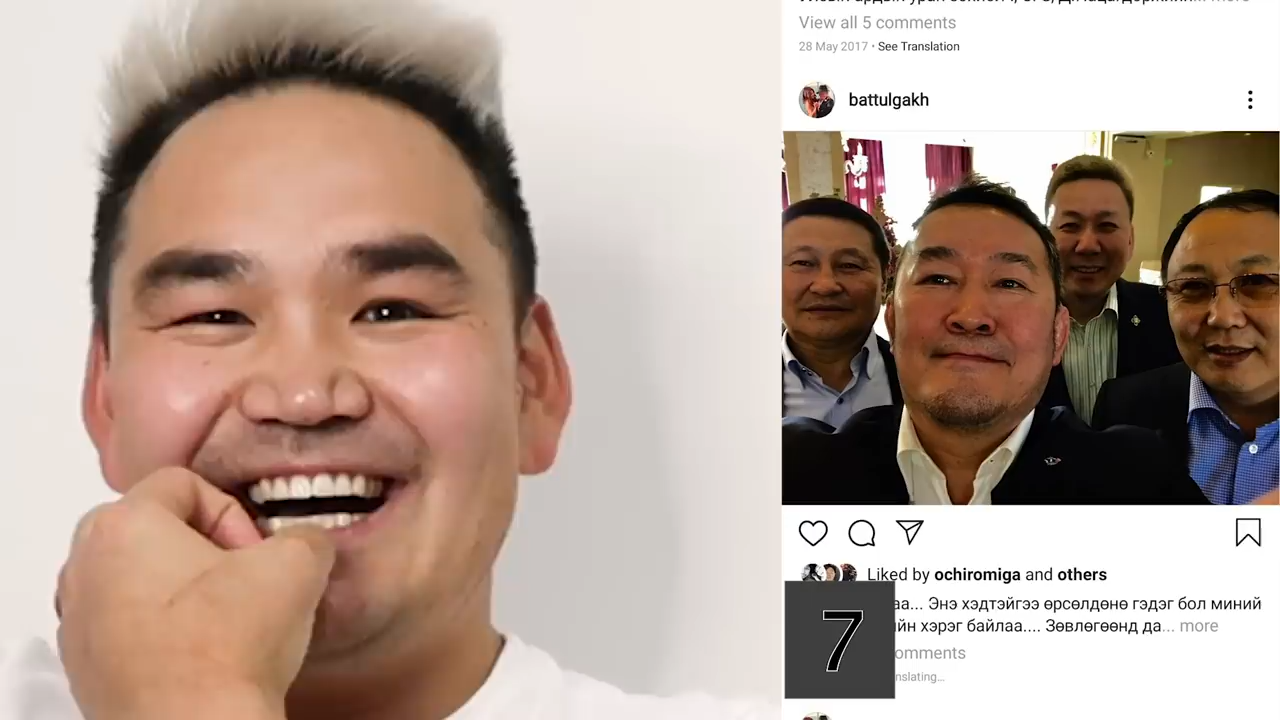 View all 5 comments
28 May 2017 • See Translation
battulgakh
Liked by ochiromiga and others
аа... Энэ хэдтэйгээ өрсөлдөнө гэдэг бол миний
йн хэрэг байлаа.... Зөвлөгөөнд да... more
omments
nslating...
7